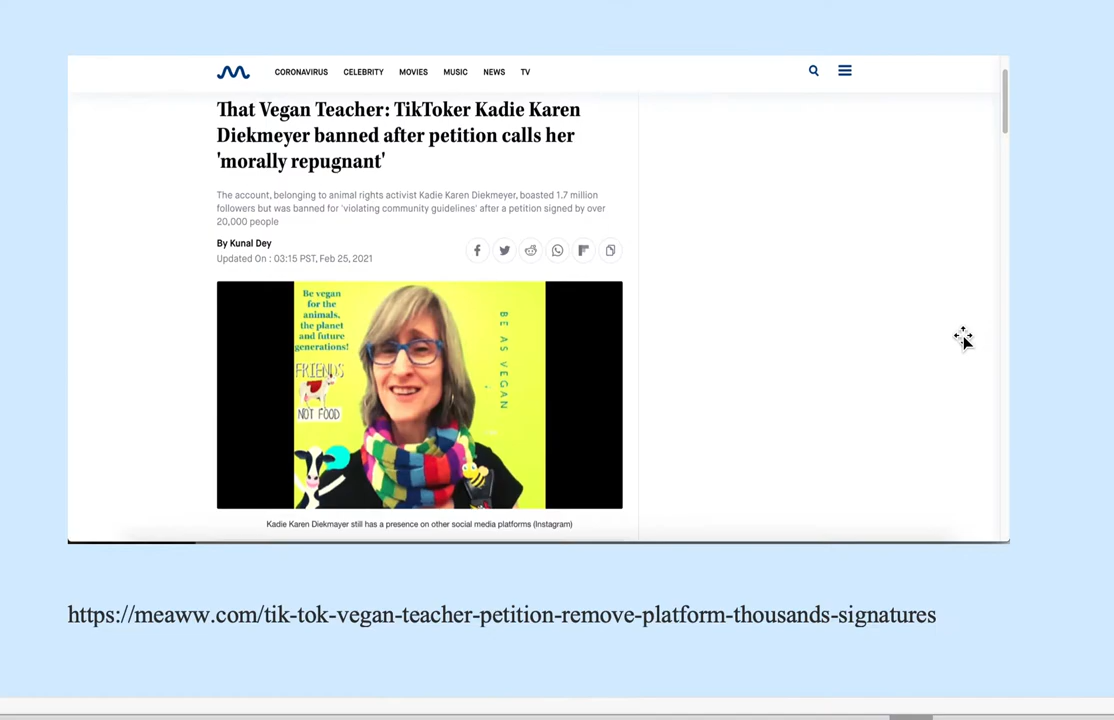 CORONAVIRUS CELEBRITY MOVIES MUSIC NEWS TV
That Vegan Teacher: TikToker Kadie Karen
Diekmeyer banned after petition calls her
'morally repugnant'
The account, belonging to animal rights activist Kadie Karen Diekmeyer, boasted 1.7 million
followers but was banned for 'violating community guidelines' after a petition signed by over
20,000 people
By Kunal Dey
Updated On : 03:15 PST, Feb 25, 2021
Be vegan
for the
animals,
the planet
and future
generations!
FRIENDS
NOT FOOD
BE AS VEGAN
Kadie Karen Diekmayer still has a presence on other social media platforms (Instagram)
https://meaww.com/tik-tok-vegan-teacher-petition-remove-platform-thousands-signatures